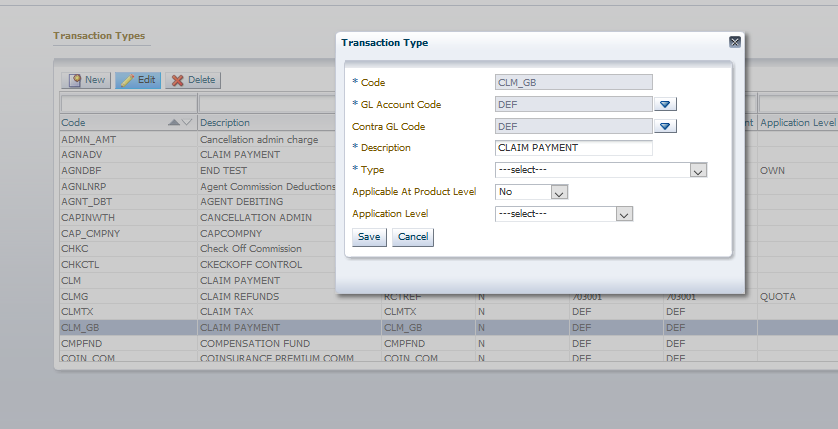 Transaction Types
New Edit Delete
Code Description Application Level
ADMN_AMT Cancellation admin charge
AGNADV CLAIM PAYMENT
AGNDBF END TEST OWN
AGNLNRP Agent Commission Deductions
AGNT_DBT AGENT DEBITING
CAPINWTH CANCELLATION ADMIN
CAP_CMPNY CAPCOMPNY
CHKC Check Off Commission
CHKCTL CKECKOFF CONTROL
CLM CLAIM PAYMENT
CLMG CLAIM REFUNDS RCTREF N 703001 703001 QUOTA
CLMTX CLAIM TAX CLMTX N DEF DEF
CLM_GB CLAIM PAYMENT CLM_GB N DEF DEF
CMPFND COMPENSATION FUND CMPFND N DEF DEF
COIN_COM COINSURANCE PREMIUM COMM COIN_COM N DEF DEF
Transaction Type
* Code CLM_GB
* GL Account Code DEF
Contra GL Code DEF
* Description CLAIM PAYMENT
* Type ---select---
Applicable At Product Level No
Application Level ---select---
Save Cancel